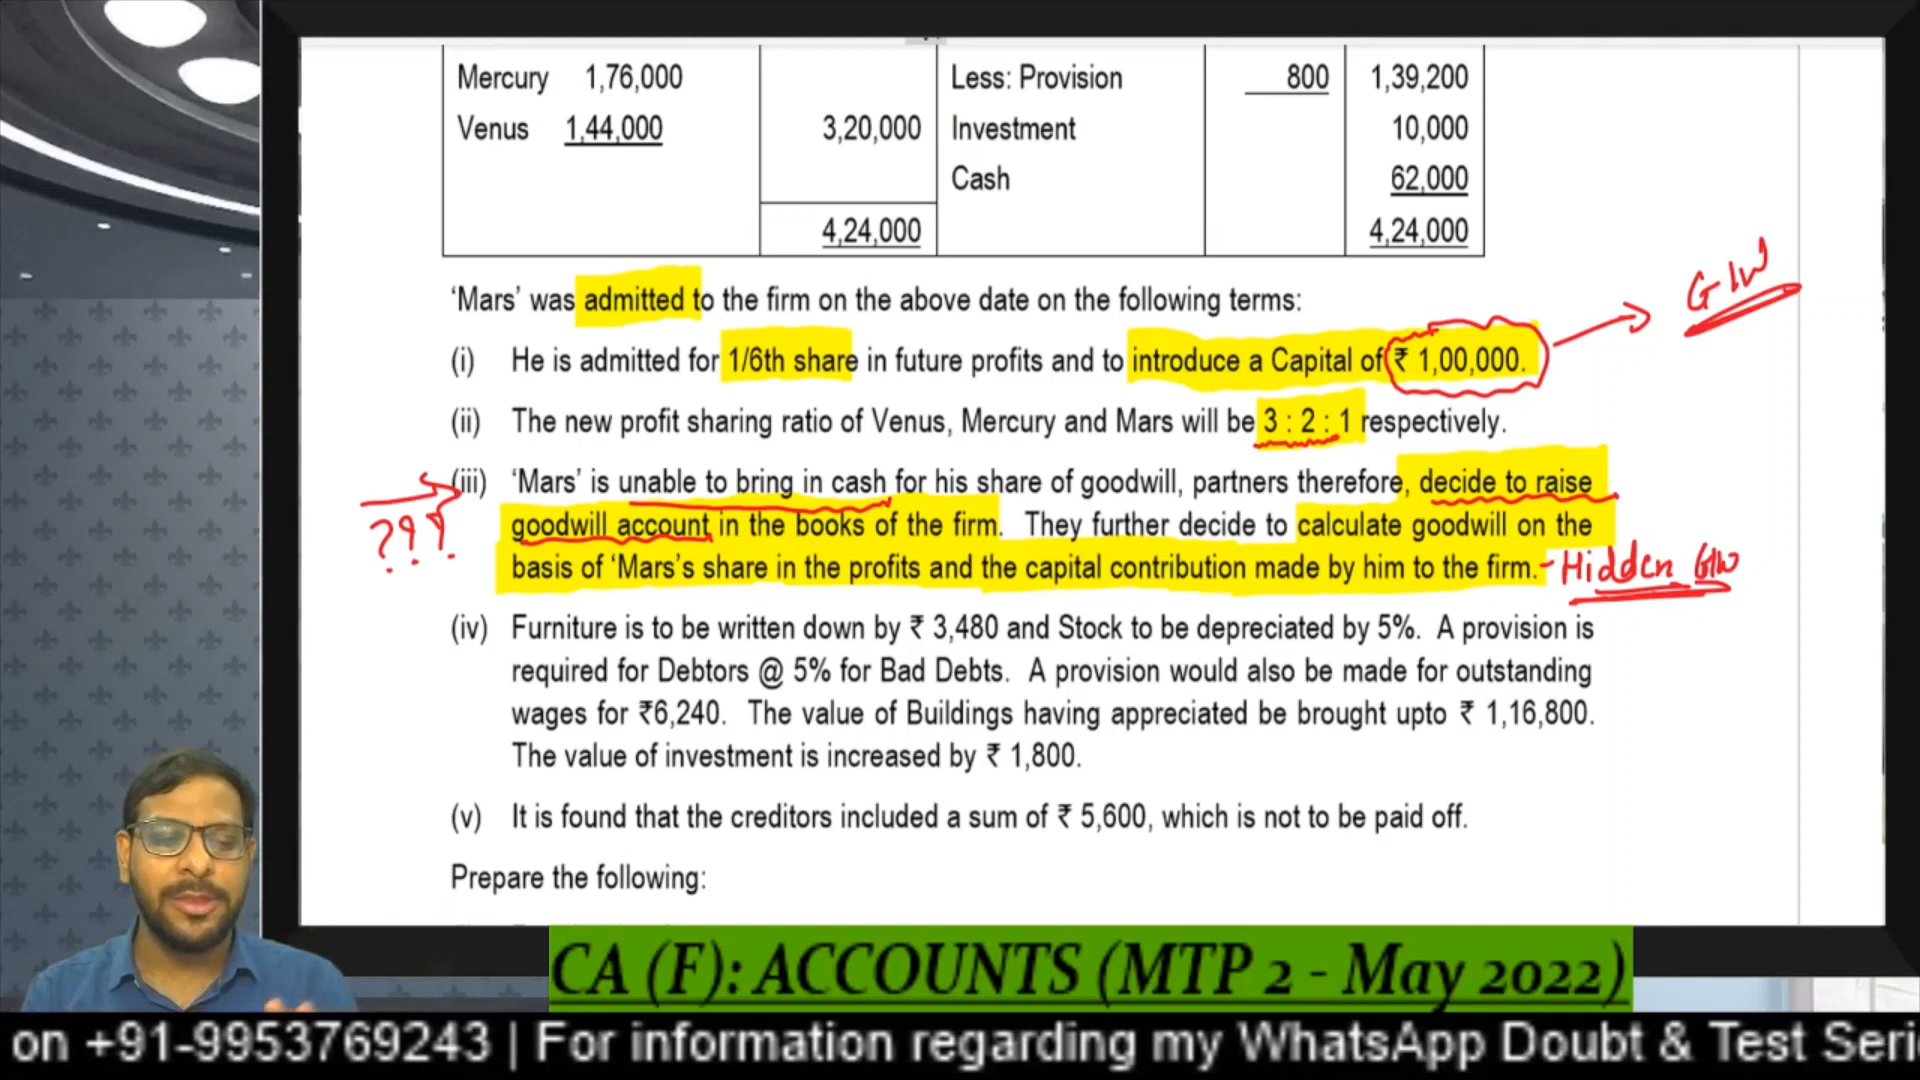 Mercury 1,76,000 Less: Provision 800 1,39,200
Venus 1,44,000 3,20,000 Investment 10,000
Cash 62,000
4,24,000 4,24,000
GIW
‘Mars’ was admitted to the firm on the above date on the following terms:
(i) He is admitted for 1/6th share in future profits and to introduce a Capital of ₹ 1,00,000.
(ii) The new profit sharing ratio of Venus, Mercury and Mars will be 3 : 2 : 1 respectively.
(iii) ‘Mars’ is unable to bring in cash for his share of goodwill, partners therefore, decide to raise
???
goodwill account in the books of the firm. They further decide to calculate goodwill on the
basis of ‘Mars’s share in the profits and the capital contribution made by him to the firm. - Hidden GIW
(iv) Furniture is to be written down by ₹ 3,480 and Stock to be depreciated by 5%. A provision is
required for Debtors @ 5% for Bad Debts. A provision would also be made for outstanding
wages for ₹6,240. The value of Buildings having appreciated be brought upto ₹ 1,16,800.
The value of investment is increased by ₹ 1,800.
(v) It is found that the creditors included a sum of ₹ 5,600, which is not to be paid off.
Prepare the following:
CA (F): ACCOUNTS (MTP 2 - May 2022)
on +91-9953769243 | For information regarding my WhatsApp Doubt & Test Seri